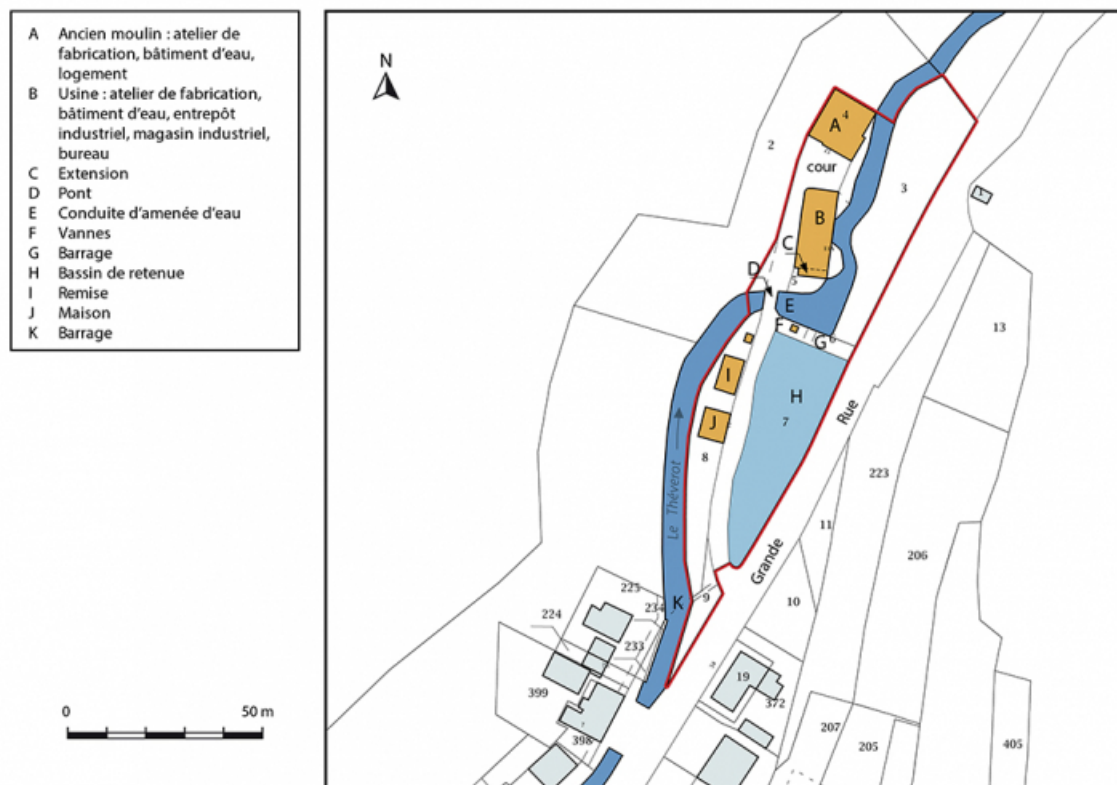 A Ancien moulin : atelier de
fabrication, bâtiment d'eau,
logement
B Usine : atelier de fabrication,
bâtiment d'eau, entrepôt
industriel, magasin industriel,
bureau
C Extension
D Pont
E Conduite d'amenée d'eau
F Vannes
G Barrage
H Bassin de retenue
I Remise
J Maison
K Barrage
0 50 m
N
A 4
2
cour
3
B
C
D
5
E
F
G
13
I
H
7
J
Rue
8
Le Théverot
223
11
206
Grande
225
K 9
10
224 234
233
399
19
372
398
207
205
405